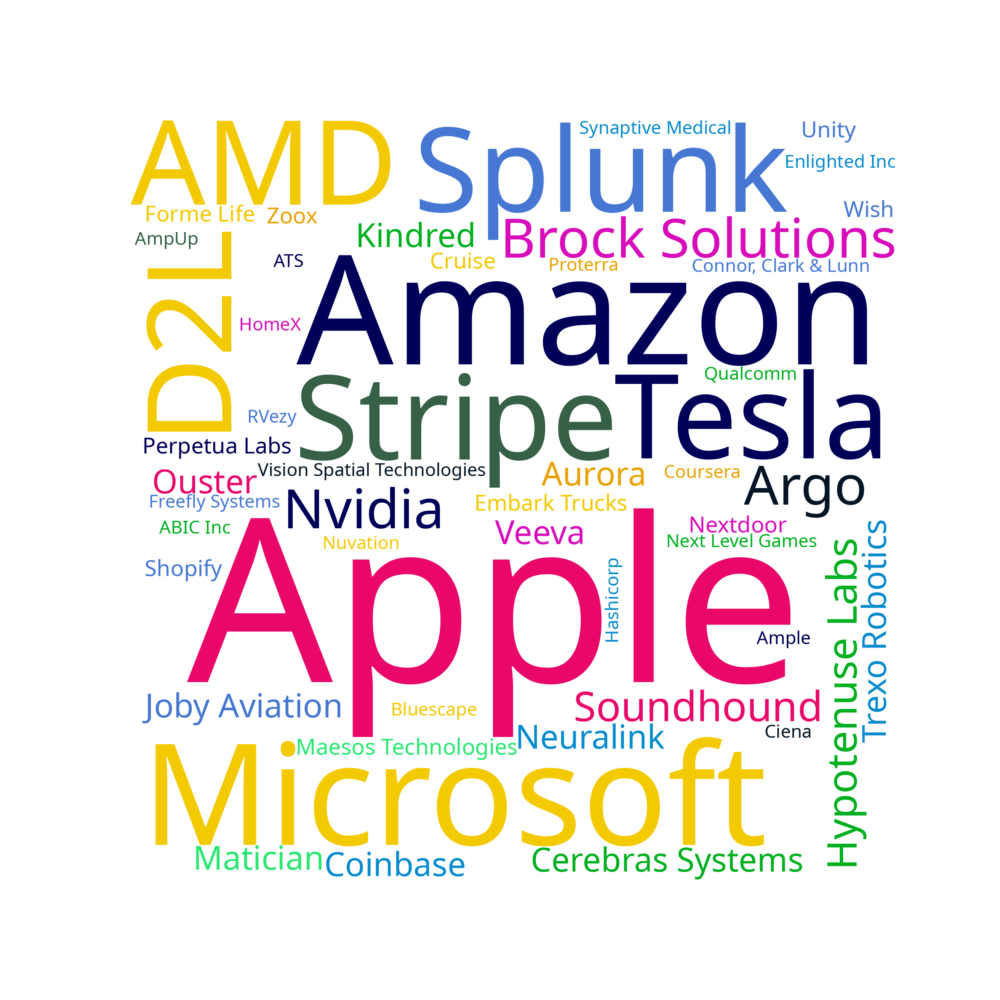 AMD
Splunk
Synaptive Medical
Unity
Enlighted Inc
Forme Life
Zoox
Wish
AmpUp
Kindred
Brock Solutions
D2L
ATS
Cruise
Proterra
Connor, Clark & Lunn
Amazon
HomeX
Qualcomm
Stripe
Tesla
RVezy
Perpetua Labs
Vision Spatial Technologies
Aurora
Coursera
Ouster
Argo
Freefly Systems
Nvidia
Embark Trucks
ABIC Inc
Veeva
Nextdoor
Nuvation
Next Level Games
Shopify
Apple
Hashicorp
Ample
Hypotenuse Labs
Trexo Robotics
Joby Aviation
Bluescape
Soundhound
Ciena
Neuralink
Maesos Technologies
Microsoft
Matician
Coinbase
Cerebras Systems